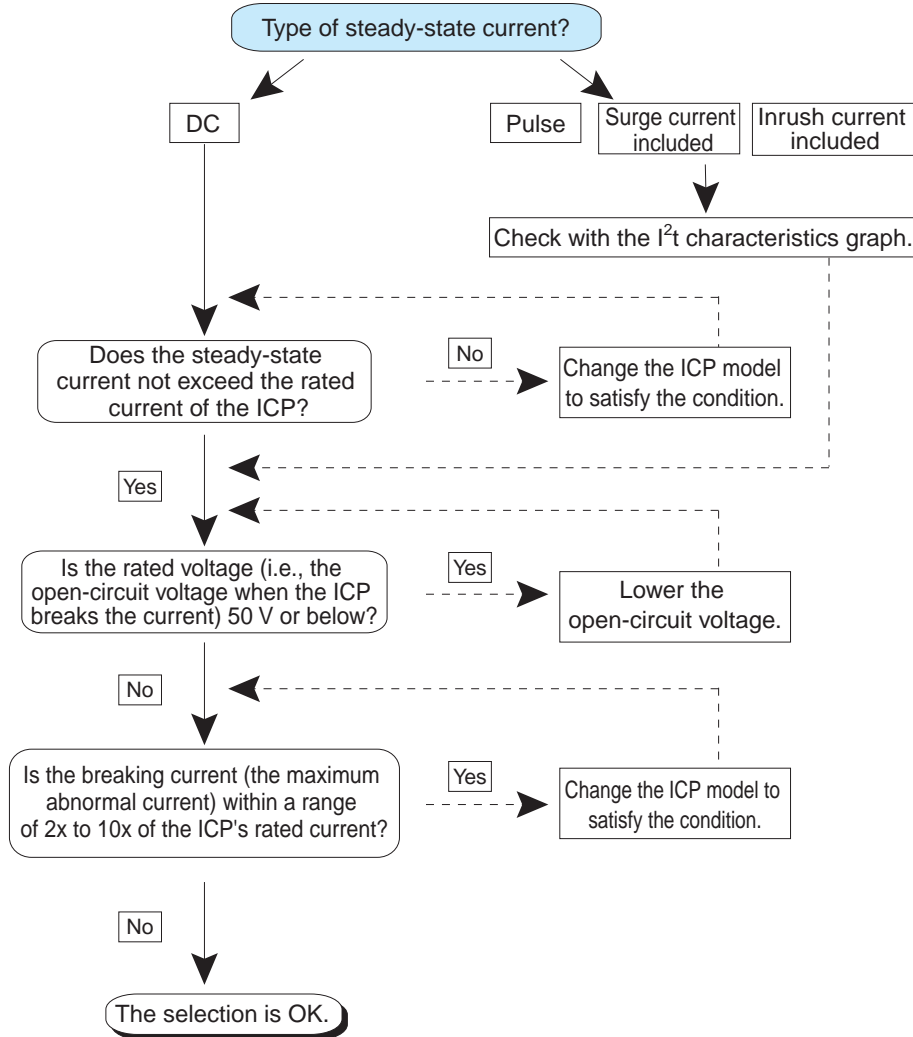 Type of steady-state current?
DC
Pulse
Surge current
included
Inrush current
included
Check with the I²t characteristics graph.
Does the steady-state
current not exceed the rated
current of the ICP?
No
Change the ICP model
to satisfy the condition.
Yes
Is the rated voltage (i.e., the
open-circuit voltage when the ICP
breaks the current) 50 V or below?
Yes
Lower the
open-circuit voltage.
No
Is the breaking current (the maximum
abnormal current) within a range
of 2x to 10x of the ICP's rated current?
Yes
Change the ICP model to
satisfy the condition.
No
The selection is OK.